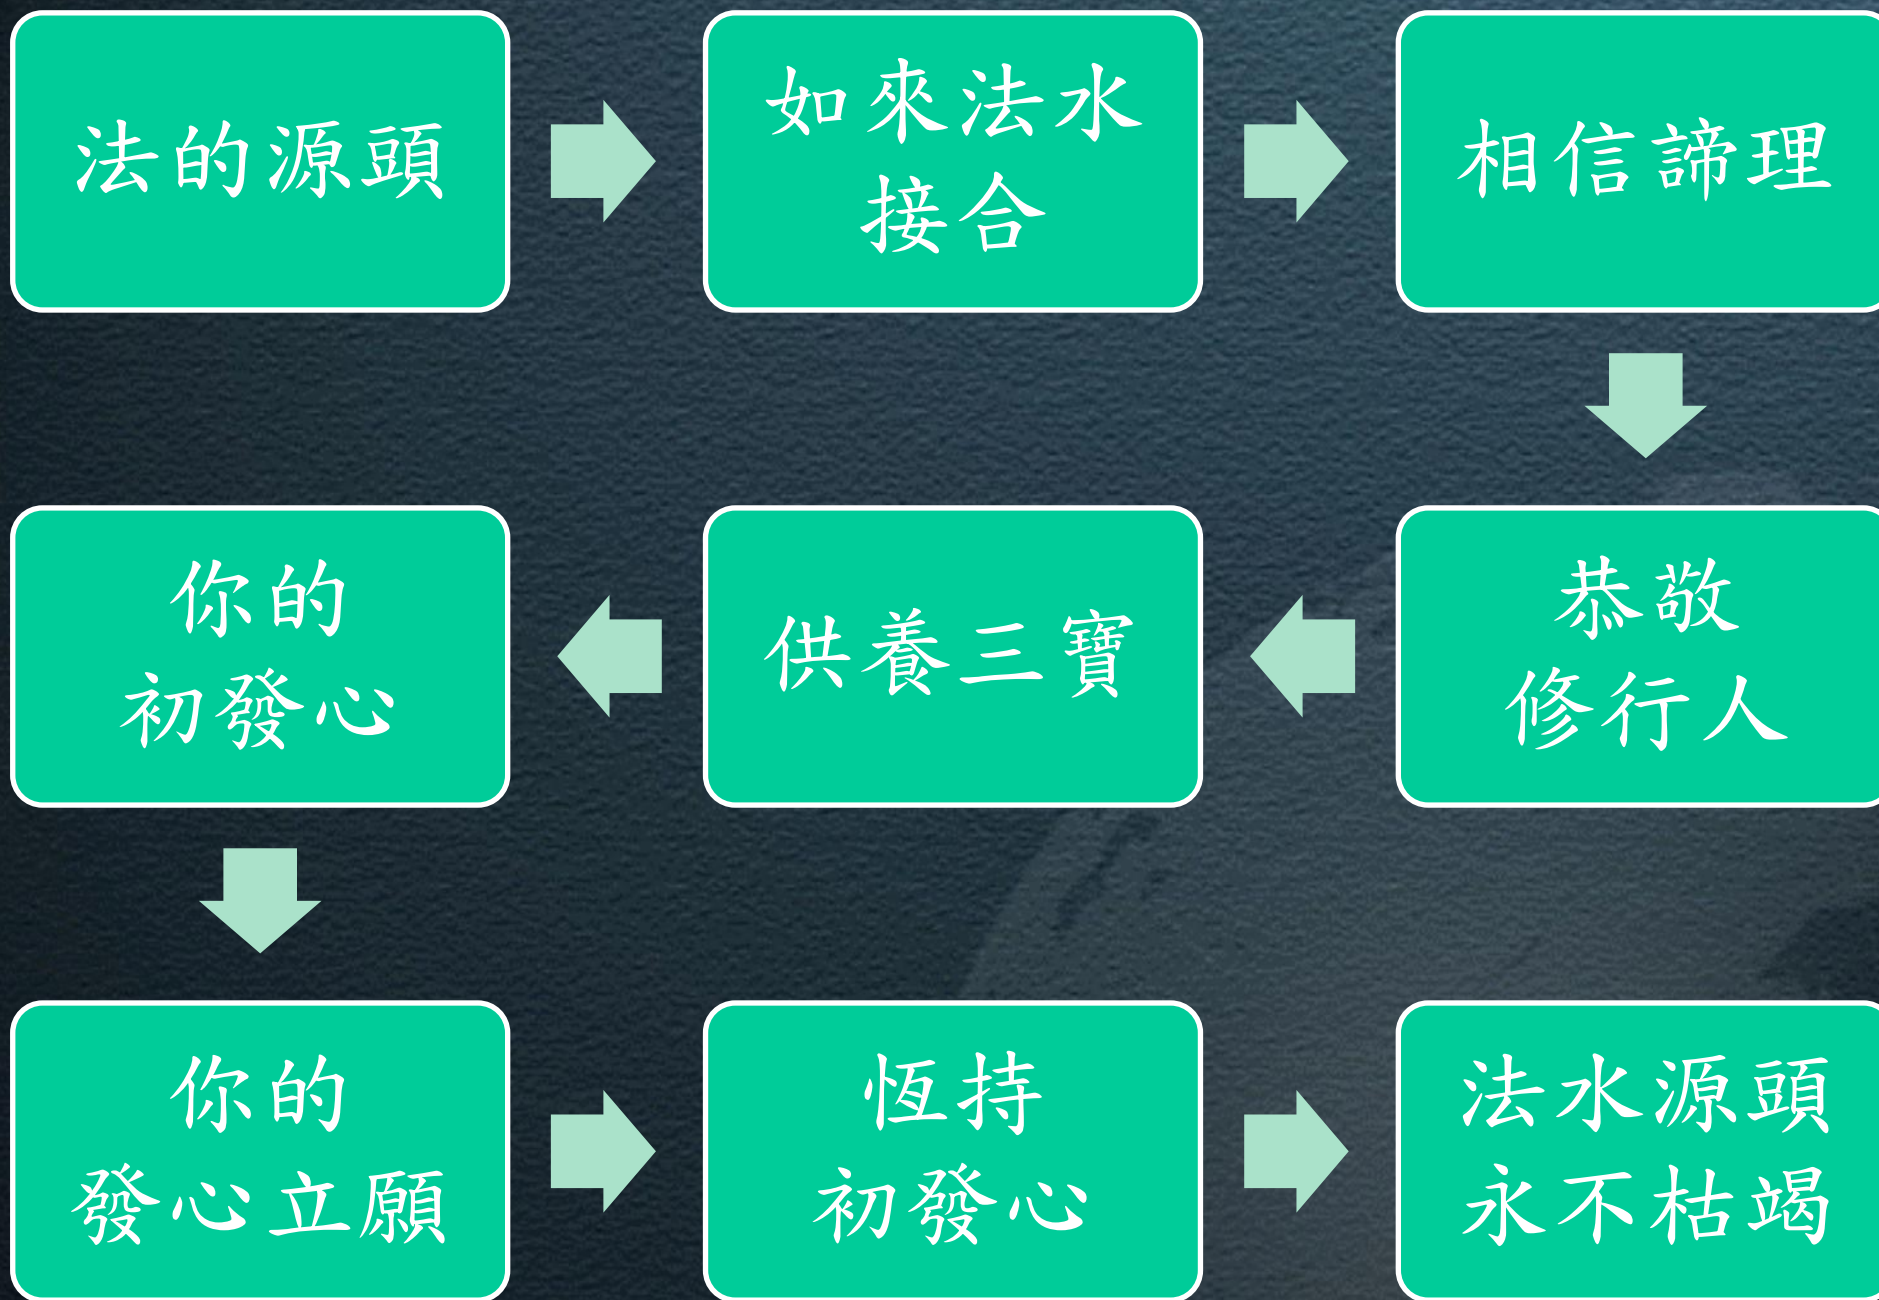 法的源頭
如來法水
接合
相信諦理
恭敬
修行人
供養三寶
你的
初發心
你的
發心立願
恆持
初發心
法水源頭
永不枯竭